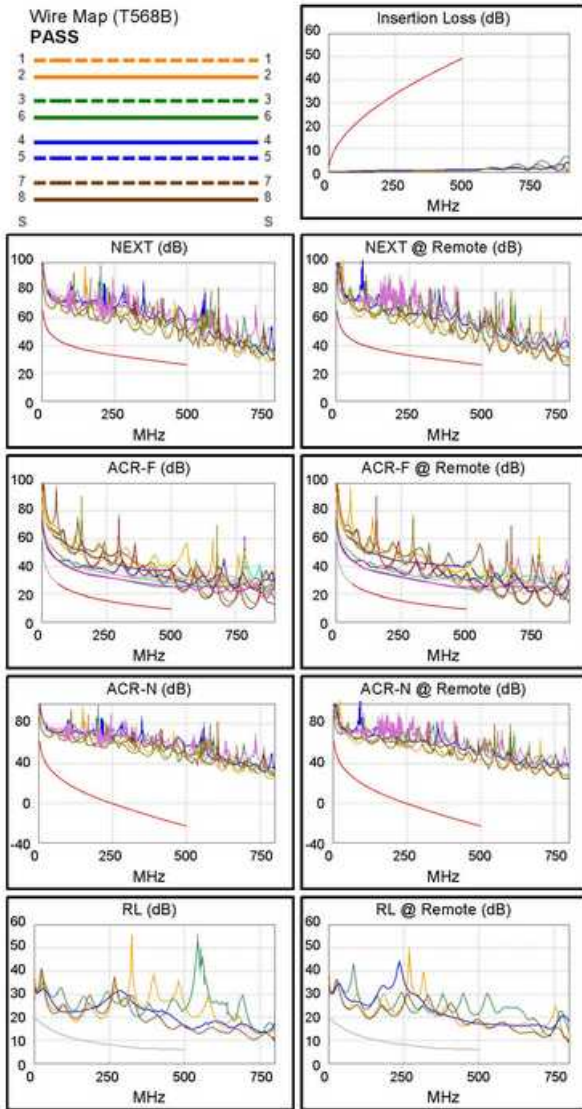 Wire Map (T568B)
PASS
1 1
2 2
3 3
6 6
4 4
5 5
7 7
8 8
S S
Insertion Loss (dB)
60
50
40
30
20
10
0
0 250 500 750
MHz
NEXT (dB)
100
80
60
40
20
0
0 250 500 750
MHz
NEXT @ Remote (dB)
100
80
60
40
20
0
0 250 500 750
MHz
ACR-F (dB)
100
80
60
40
20
0
0 250 500 750
MHz
ACR-F @ Remote (dB)
100
80
60
40
20
0
0 250 500 750
MHz
ACR-N (dB)
80
40
0
-40
0 250 500 750
MHz
ACR-N @ Remote (dB)
80
40
0
-40
0 250 500 750
MHz
RL (dB)
60
50
40
30
20
10
0
0 250 500 750
MHz
RL @ Remote (dB)
60
50
40
30
20
10
0
0 250 500 750
MHz